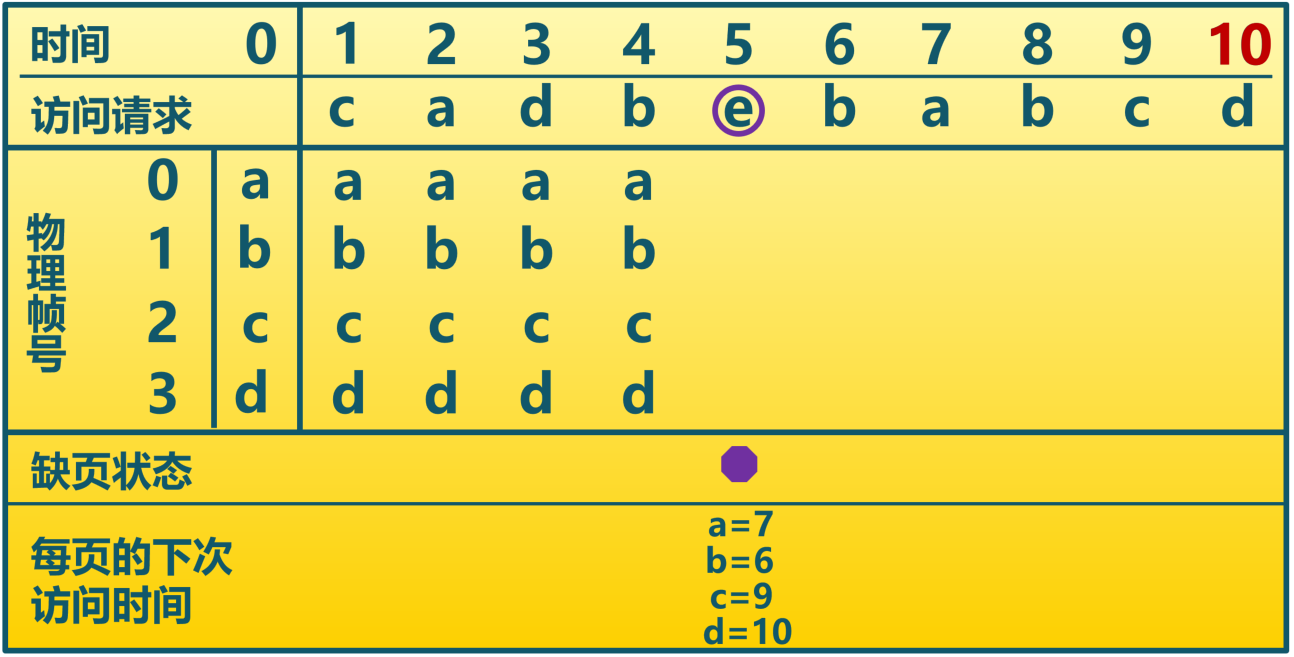 时间 0 1 2 3 4 5 6 7 8 9 10
访问请求 c a d b e b a b c d
物理帧号
0 a a a a a
1 b b b b b
2 c c c c c
3 d d d d d
缺页状态
每页的下次
访问时间
a=7
b=6
c=9
d=10